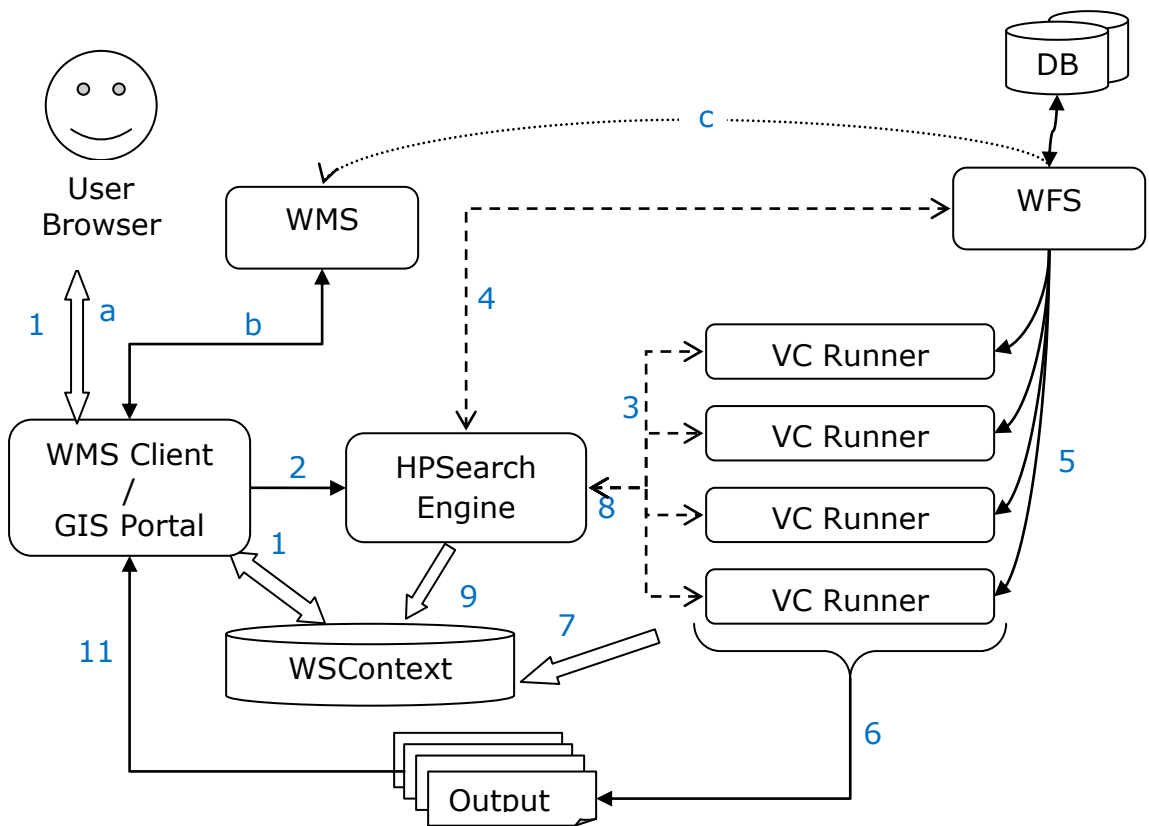 DB
c
User
Browser
WMS
WFS
1
a
b
4
VC Runner
3
VC Runner
WMS Client
/
GIS Portal
2
HPSearch
Engine
8
5
VC Runner
1
9
VC Runner
7
11
WSContext
6
Output